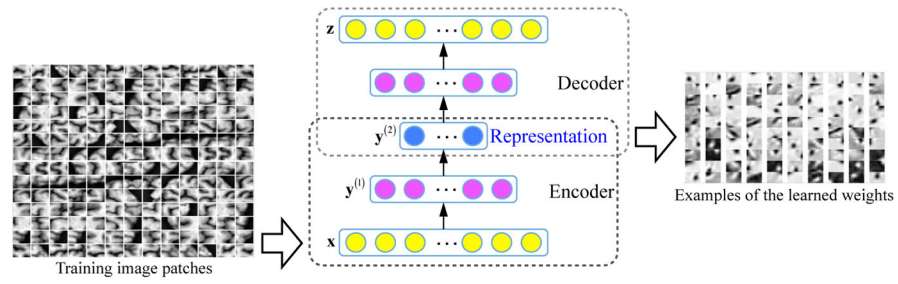 z
Decoder
y(2)
Representation
y(1)
Encoder
x
Training image patches
Examples of the learned weights